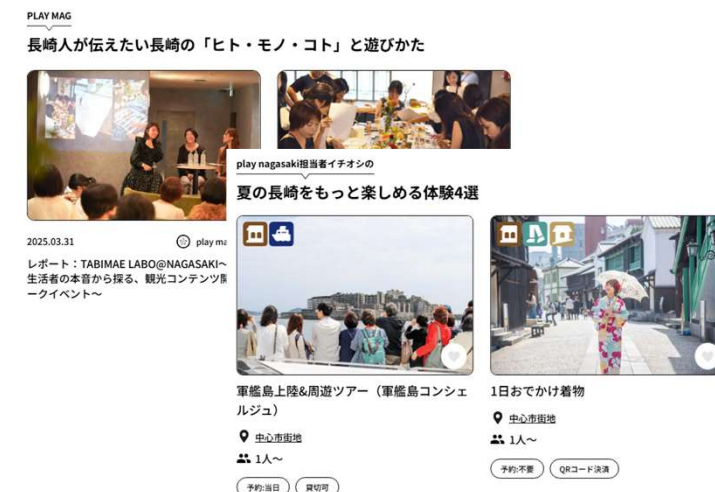 PLAY MAG
長崎人が伝えたい長崎の「ヒト・モノ・コト」と遊びかた
2025.03.31
play ma
レポート：TABIMAE LABO@NAGASAKI〜
生活者の本音から探る、観光コンテンツ開
ークイベント〜
play nagasaki担当者イチオシの
夏の長崎をもっと楽しめる体験4選
軍艦島上陸&周遊ツアー（軍艦島コンシェ
ルジュ）
中心市街地
1人〜
予約:当日
貸切可
1日おでかけ着物
中心市街地
1人〜
予約:不要
QRコード決済